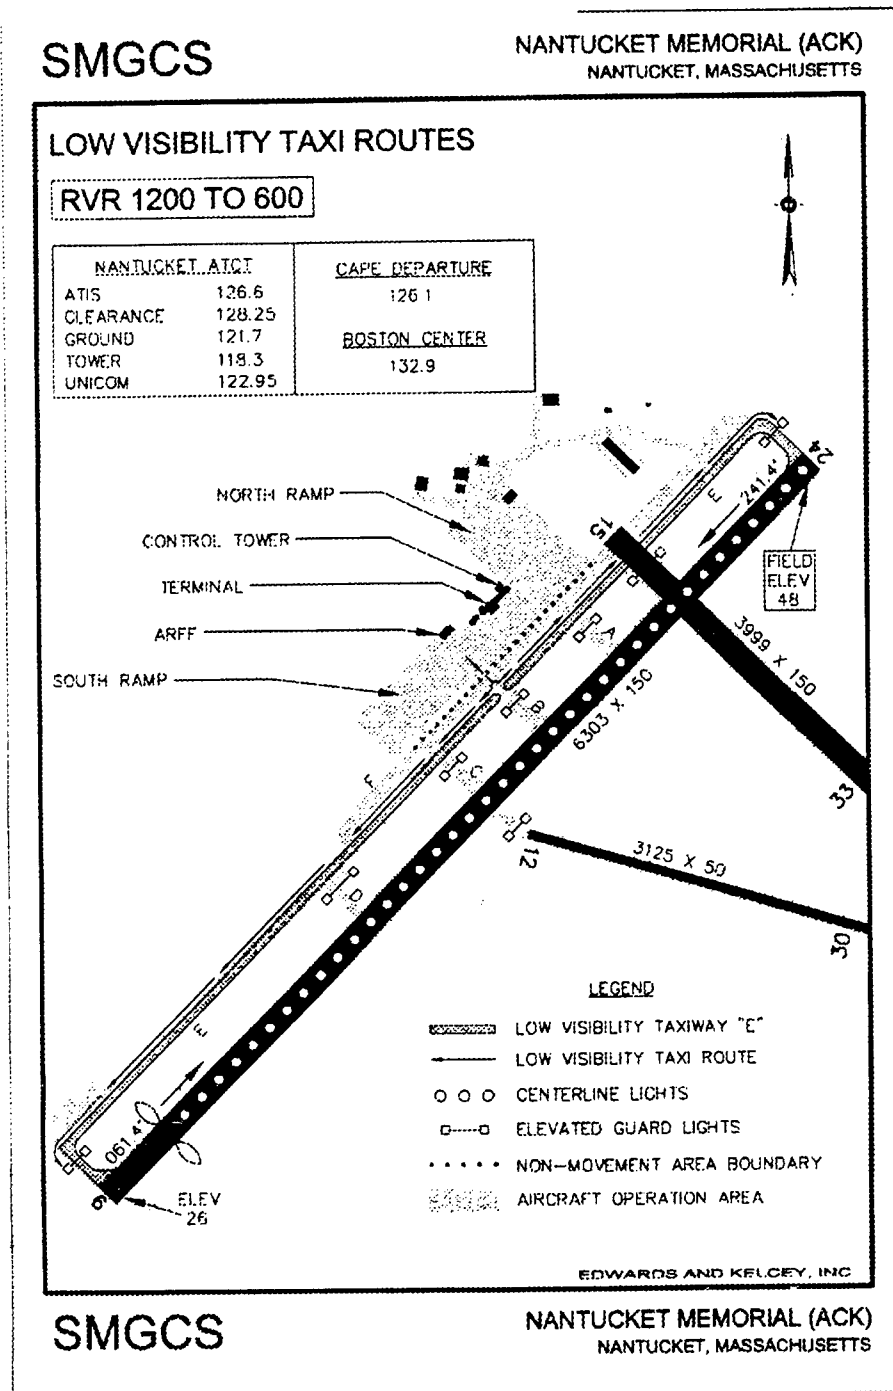 SMGCS
NANTUCKET MEMORIAL (ACK)
NANTUCKET, MASSACHUSETTS
LOW VISIBILITY TAXI ROUTES
RVR 1200 TO 600
NANTUCKET ATCT
ATIS 126.6
CLEARANCE 128.25
GROUND 121.7
TOWER 118.3
UNICOM 122.95
CAPE DEPARTURE
126.1
BOSTON CENTER
132.9
24
241.4°
E
NORTH RAMP
15
CONTROL TOWER
FIELD
ELEV
48
TERMINAL
ARFF
A
3999 X 150
SOUTH RAMP
B
6303 X 150
C
F
33
12
3125 X 50
D
30
E
LEGEND
LOW VISIBILITY TAXIWAY "E"
LOW VISIBILITY TAXI ROUTE
CENTERLINE LIGHTS
ELEVATED GUARD LIGHTS
NON-MOVEMENT AREA BOUNDARY
AIRCRAFT OPERATION AREA
061.4°
6
ELEV
26
EDWARDS AND KELCEY, INC
SMGCS
NANTUCKET MEMORIAL (ACK)
NANTUCKET, MASSACHUSETTS